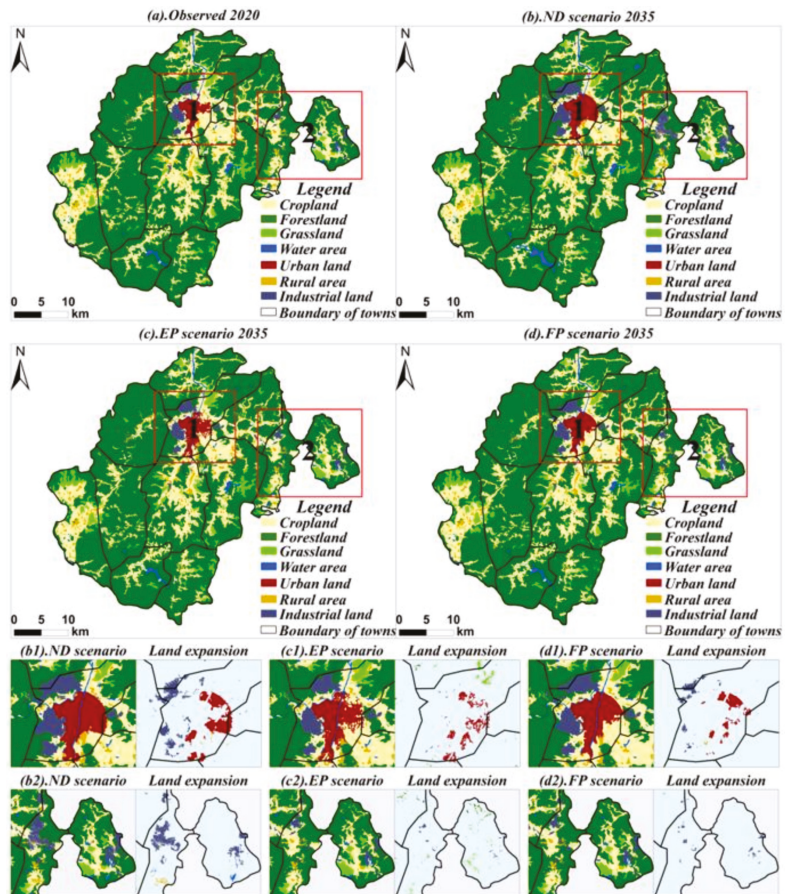 (a).Observed 2020
(b).ND scenario 2035
N
1
2
Legend
Cropland
Forestland
Grassland
Water area
Urban land
Rural area
Industrial land
Boundary of towns
0 5 10
km
N
1
2
Legend
Cropland
Forestland
Grassland
Water area
Urban land
Rural area
Industrial land
Boundary of towns
0 5 10
km
(c).EP scenario 2035
(d).FP scenario 2035
N
1
2
Legend
Cropland
Forestland
Grassland
Water area
Urban land
Rural area
Industrial land
Boundary of towns
0 5 10
km
N
1
2
Legend
Cropland
Forestland
Grassland
Water area
Urban land
Rural area
Industrial land
Boundary of towns
0 5 10
km
(b1).ND scenario Land expansion
(c1).EP scenario Land expansion
(d1).FP scenario Land expansion
(b2).ND scenario Land expansion
(c2).EP scenario Land expansion
(d2).FP scenario Land expansion